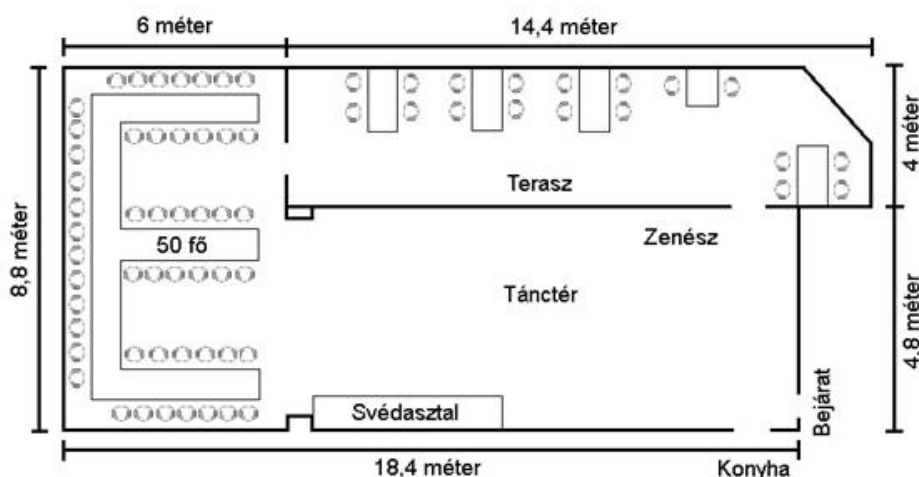 6 méter
14,4 méter
8,8 méter
4 méter
Terasz
Zenész
50 fő
Tánctér
4,8 méter
Svédasztal
Bejárat
18,4 méter
Konyha